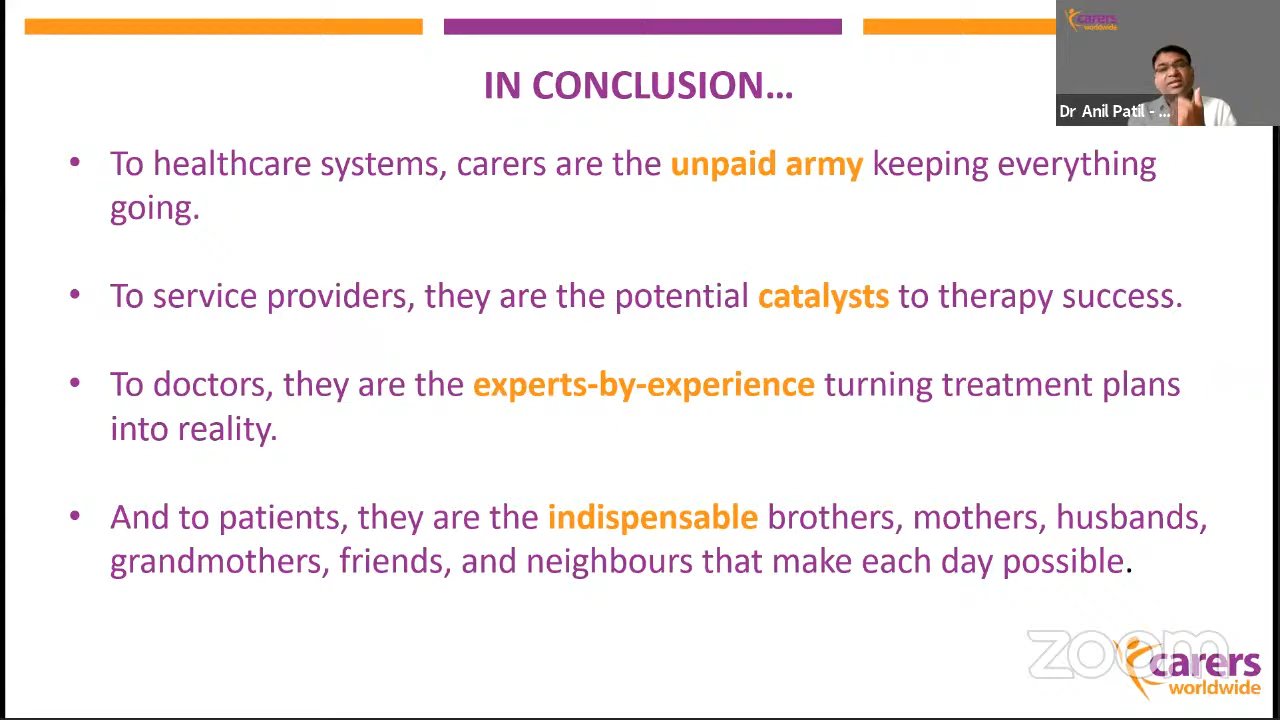 carers
worldwide
Dr Anil Patil - ...
IN CONCLUSION...
• To healthcare systems, carers are the unpaid army keeping everything
going.
• To service providers, they are the potential catalysts to therapy success.
• To doctors, they are the experts-by-experience turning treatment plans
into reality.
• And to patients, they are the indispensable brothers, mothers, husbands,
grandmothers, friends, and neighbours that make each day possible.
zoom
carers
worldwide